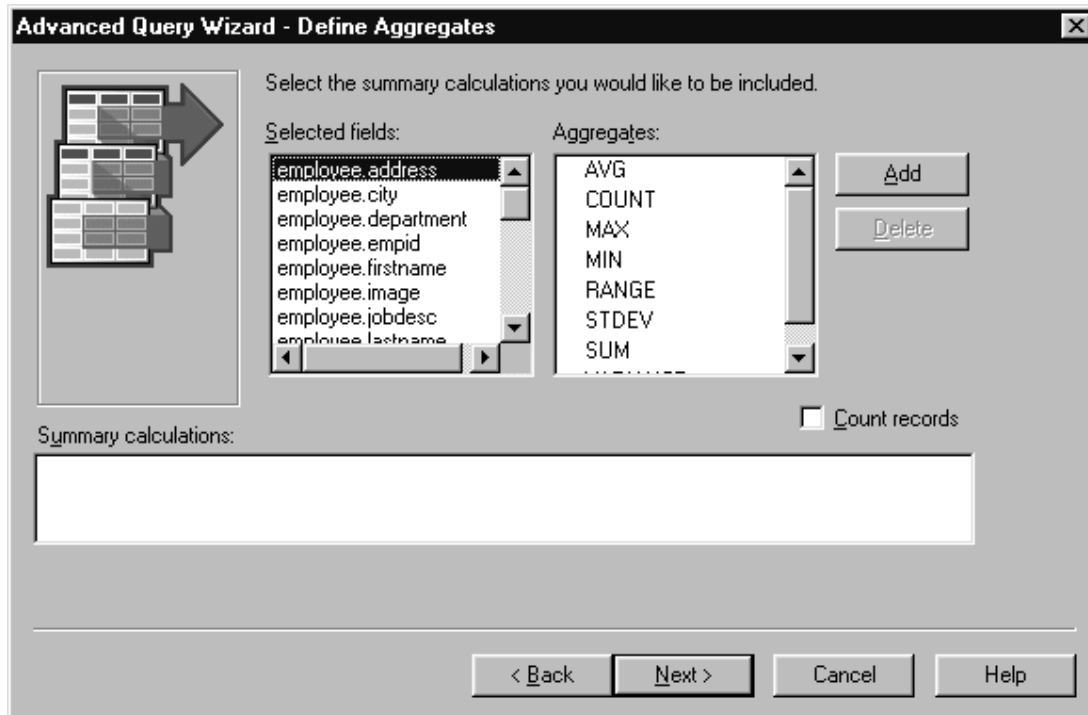 Advanced Query Wizard - Define Aggregates
Select the summary calculations you would like to be included.
Selected fields:
employee.address
employee.city
employee.department
employee.empid
employee.firstname
employee.image
employee.jobdesc
employee.lastname
Aggregates:
AVG
COUNT
MAX
MIN
RANGE
STDEV
SUM
Add
Delete
Count records
Summary calculations:
< Back
Next >
Cancel
Help